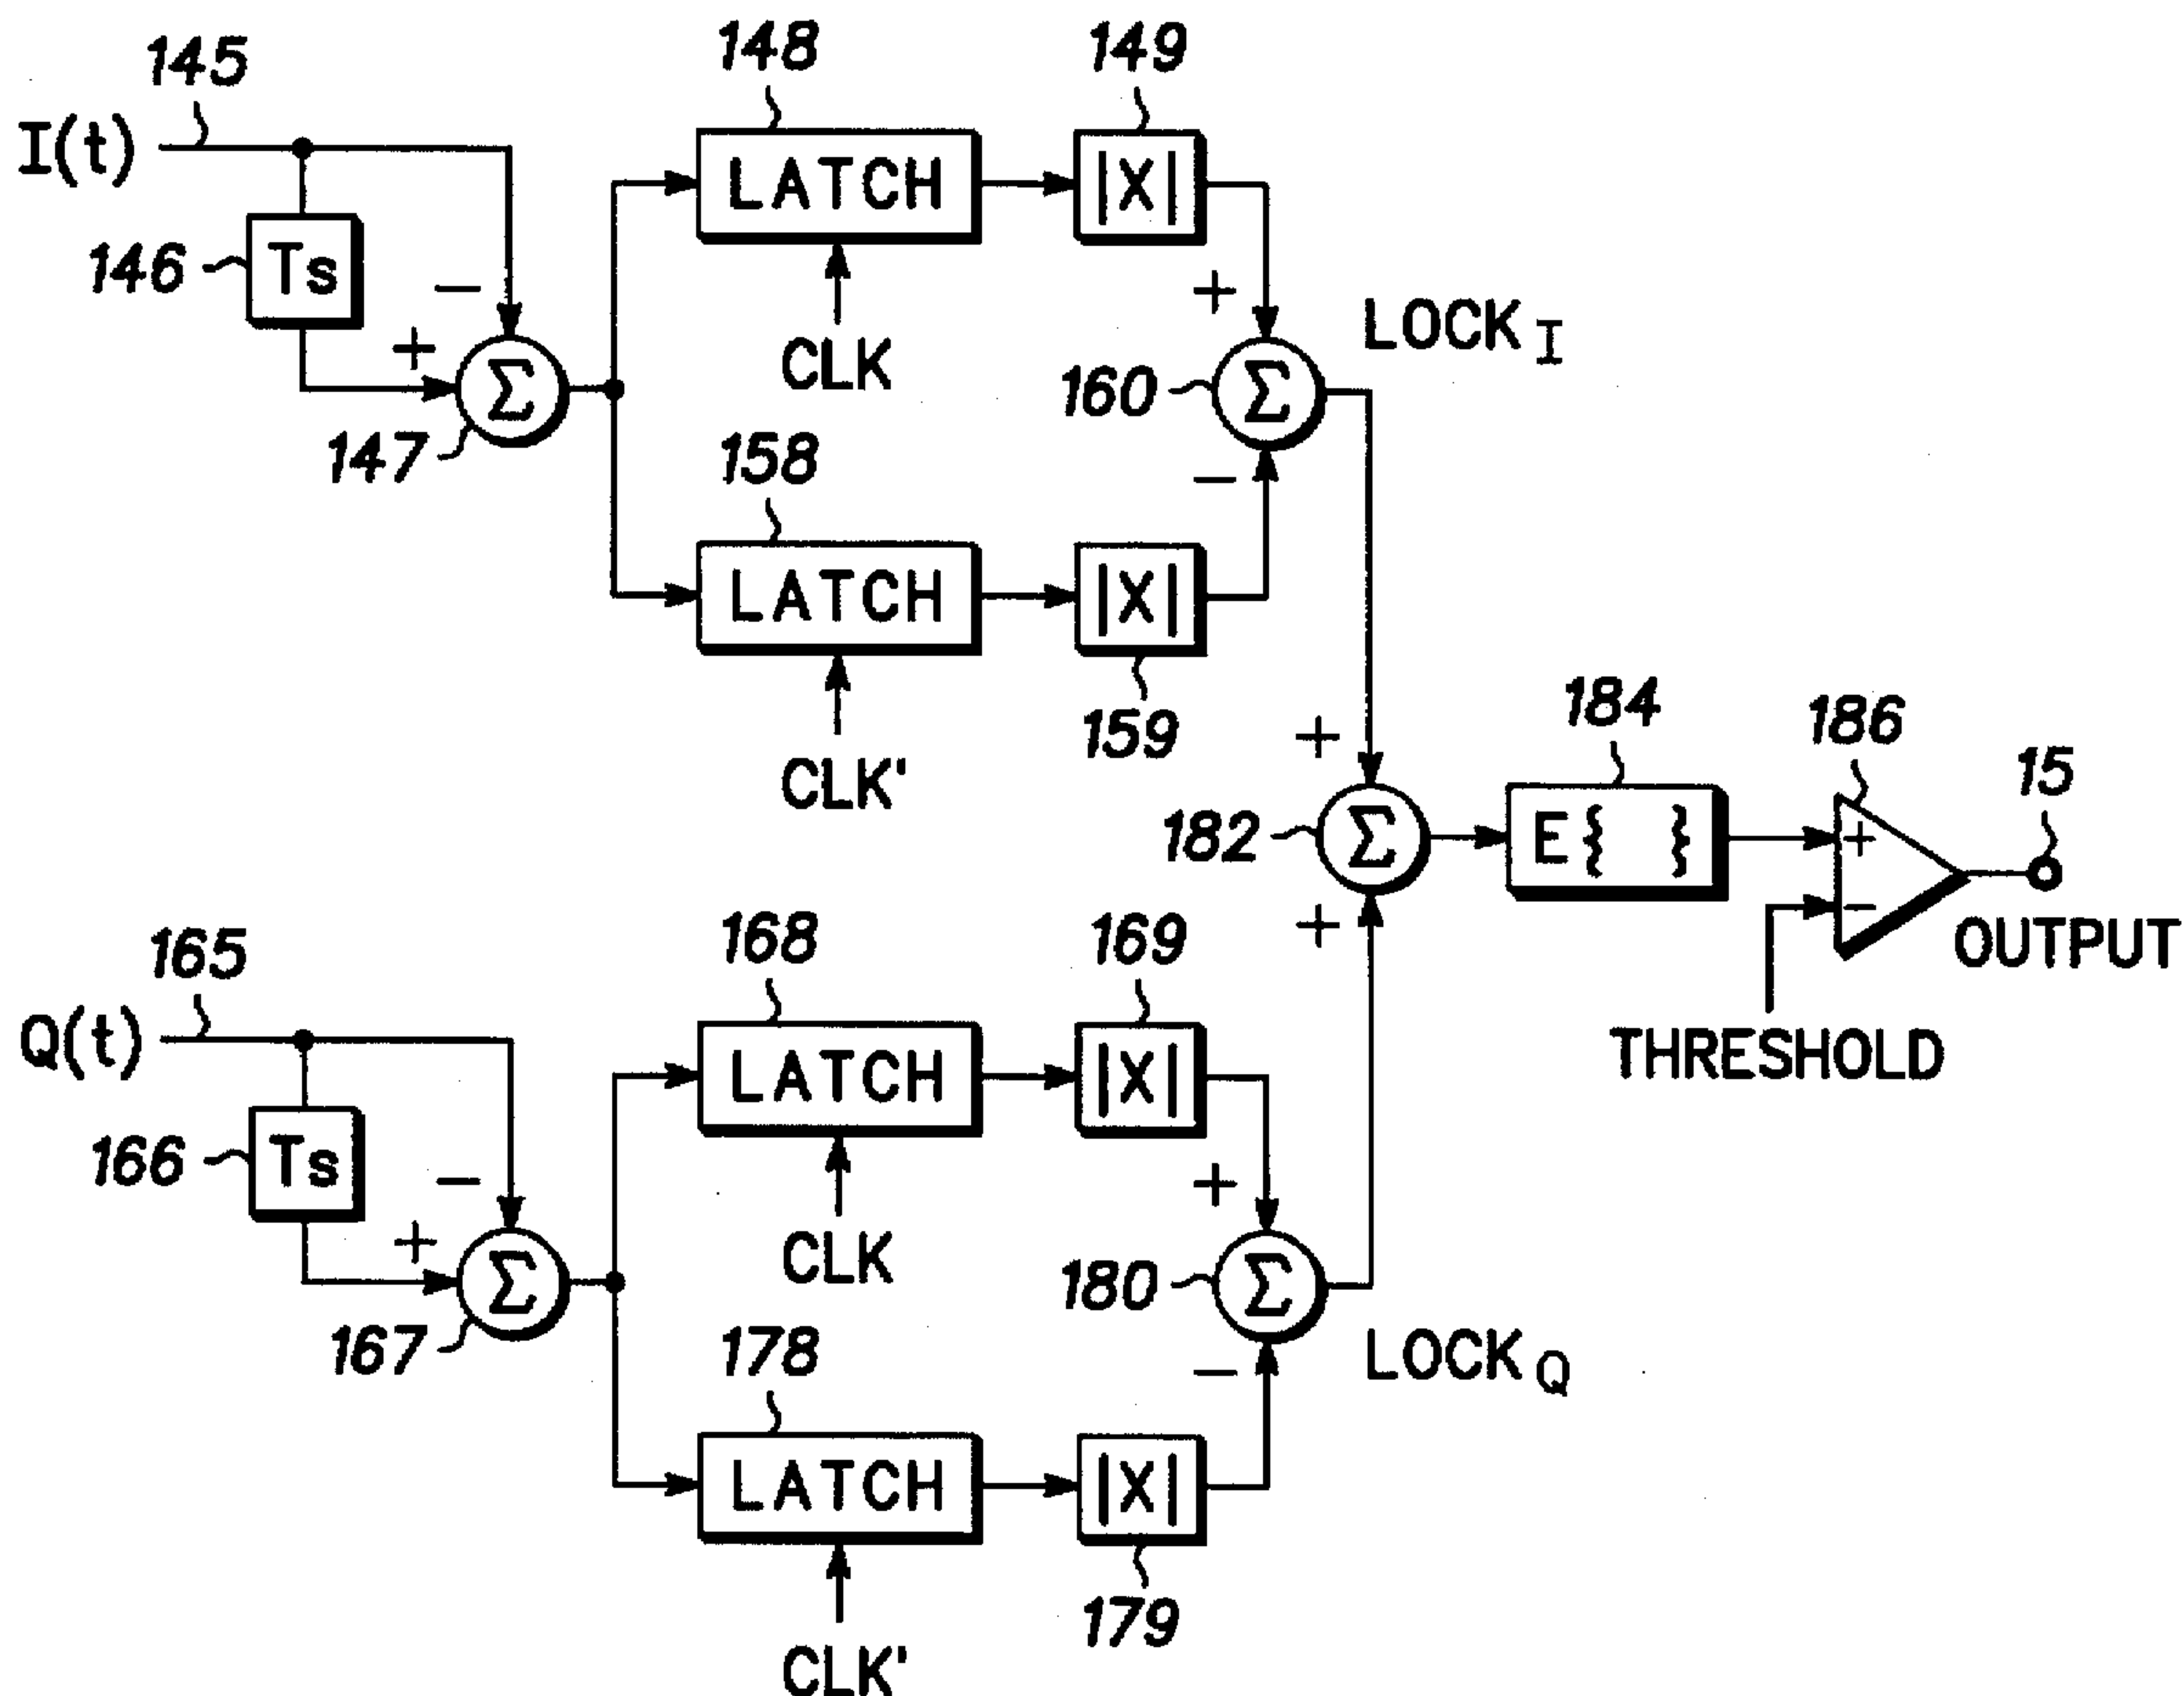 145
148
149
I(t)
LATCH
|X|
146
Ts
−
+
+
CLK
LOCK I
160
Σ
Σ
147
158
−
LATCH
|X|
159
CLK'
184
186
15
+
182
Σ
E{ }
+
−
OUTPUT
THRESHOLD
+
165
168
169
Q(t)
LATCH
|X|
166
Ts
−
+
+
CLK
180
Σ
Σ
167
178
−
LOCK Q
LATCH
|X|
179
CLK'